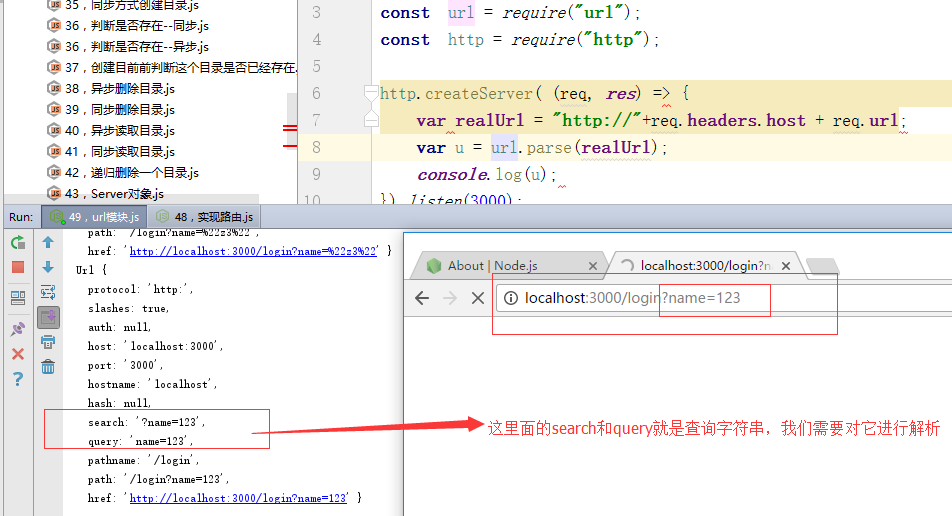 35，同步方式创建目录.js
36，判断是否存在--同步.js
36，判断是否存在--异步.js
37，创建目前前判断这个目录是否已经存在.
38，异步删除目录.js
39，同步删除目录.js
40，异步读取目录.js
41，同步读取目录.js
42，递归删除一个目录.js
43，Server对象.js
3 const url = require("url");
4 const http = require("http");
5
6 http.createServer( (req, res) => {
7 var realUrl = "http://"+req.headers.host + req.url;
8 var u = url.parse(realUrl);
9 console.log(u);
10 }).listen(3000);
Run: 49，url模块.js 48，实现路由.js
path: '/login?name=%22z3%22',
href: 'http://localhost:3000/login?name=%22z3%22' }
Url {
protocol: 'http:',
slashes: true,
auth: null,
host: 'localhost:3000',
port: '3000',
hostname: 'localhost',
hash: null,
search: '?name=123',
query: 'name=123',
pathname: '/login',
path: '/login?name=123',
href: 'http://localhost:3000/login?name=123' }
About | Node.js
localhost:3000/login?n
localhost:3000/login?name=123
这里面的search和query就是查询字符串，我们需要对它进行解析